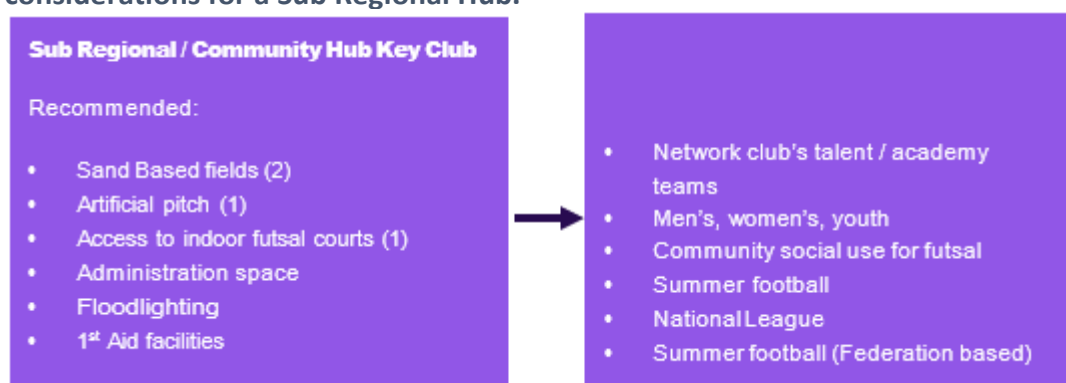 considerations for a Sub Regional Hub.
Sub Regional / Community Hub Key Club
Recommended:
• Sand Based fields (2)
• Artificial pitch (1)
• Access to indoor futsal courts (1)
• Administration space
• Floodlighting
• 1st Aid facilities
• Network club's talent / academy
teams
• Men's, women's, youth
• Community social use for futsal
• Summer football
• National League
• Summer football (Federation based)